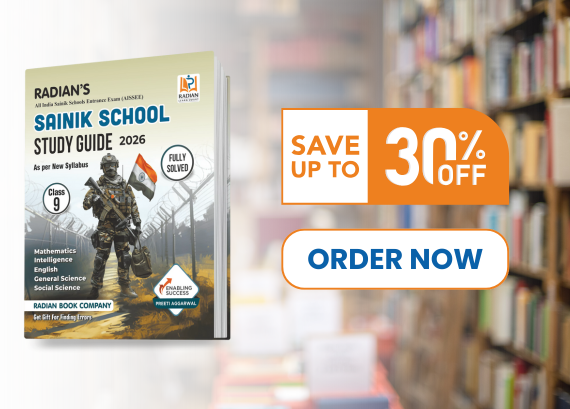 RADIAN'S
All India Sainik Schools Entrance Exam (AISSEE)
RADIAN
SAINIK SCHOOL
STUDY GUIDE 2026
As per New Syllabus
FULLY
SOLVED
Class
9
Mathematics
Intelligence
English
General Science
Social Science
ENABLING
SUCCESS
PREETI AGGARWAL
RADIAN BOOK COMPANY
Get Gift for Finding Errors
SAVE
UP TO
30%
OFF
ORDER NOW